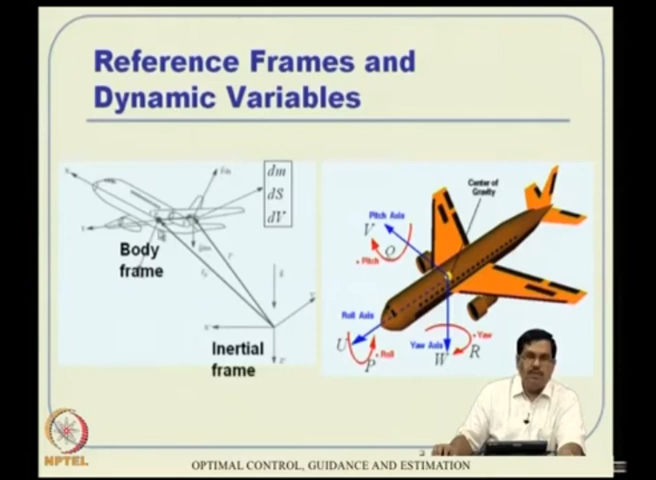 Reference Frames and
Dynamic Variables
dm
dS
dV
Body
frame
Inertial
frame
Center of
Gravity
Pitch Axis
V
Q
+ Pitch
Roll Axis
U
+ Roll
P
Yaw Axis
W
+ Yaw
R
NPTEL
OPTIMAL CONTROL, GUIDANCE AND ESTIMATION